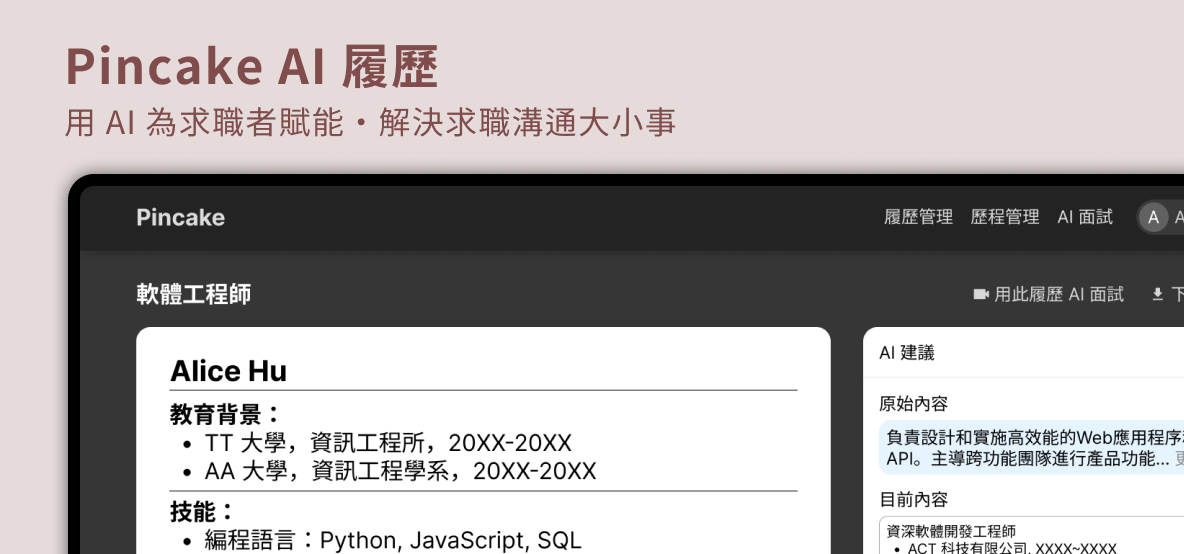 Pincake AI 履歷
用 AI 為求職者賦能・解決求職溝通大小事
Pincake
履歷管理 歷程管理 AI 面試 A A
軟體工程師
用此履歷 AI 面試 下
Alice Hu
教育背景：
• TT 大學，資訊工程所，20XX-20XX
• AA 大學，資訊工程學系，20XX-20XX
技能：
• 編程語言：Python, JavaScript, SQL
AI 建議
原始內容
負責設計和實施高效能的Web應用程序
API。主導跨功能團隊進行產品功能...
目前內容
資深軟體開發工程師
• ACT 科技有限公司, XXXX~XXXX